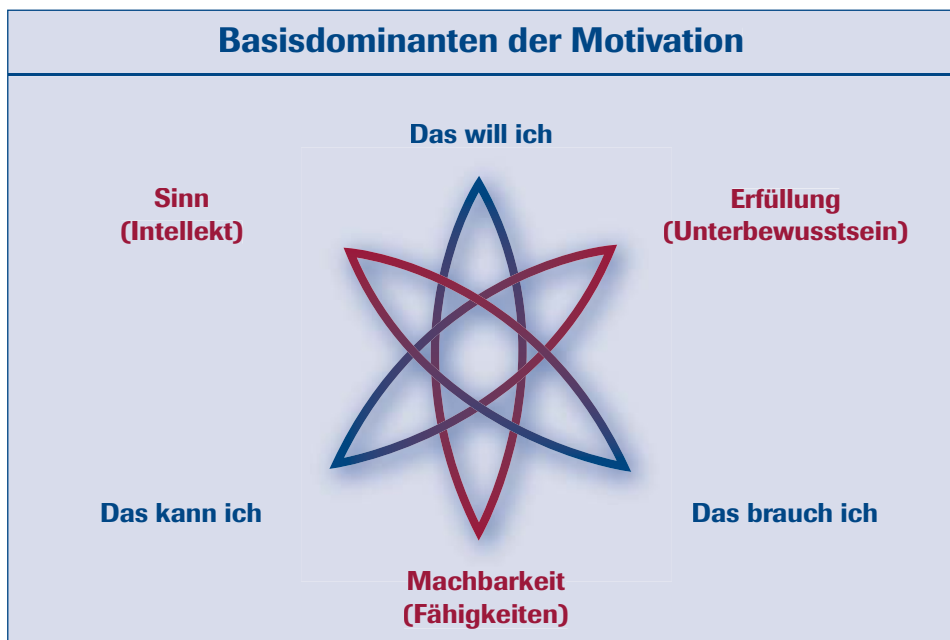 Basisdominanten der Motivation
Das will ich
Sinn
(Intellekt)
Erfüllung
(Unterbewusstsein)
Das kann ich
Das brauch ich
Machbarkeit
(Fähigkeiten)